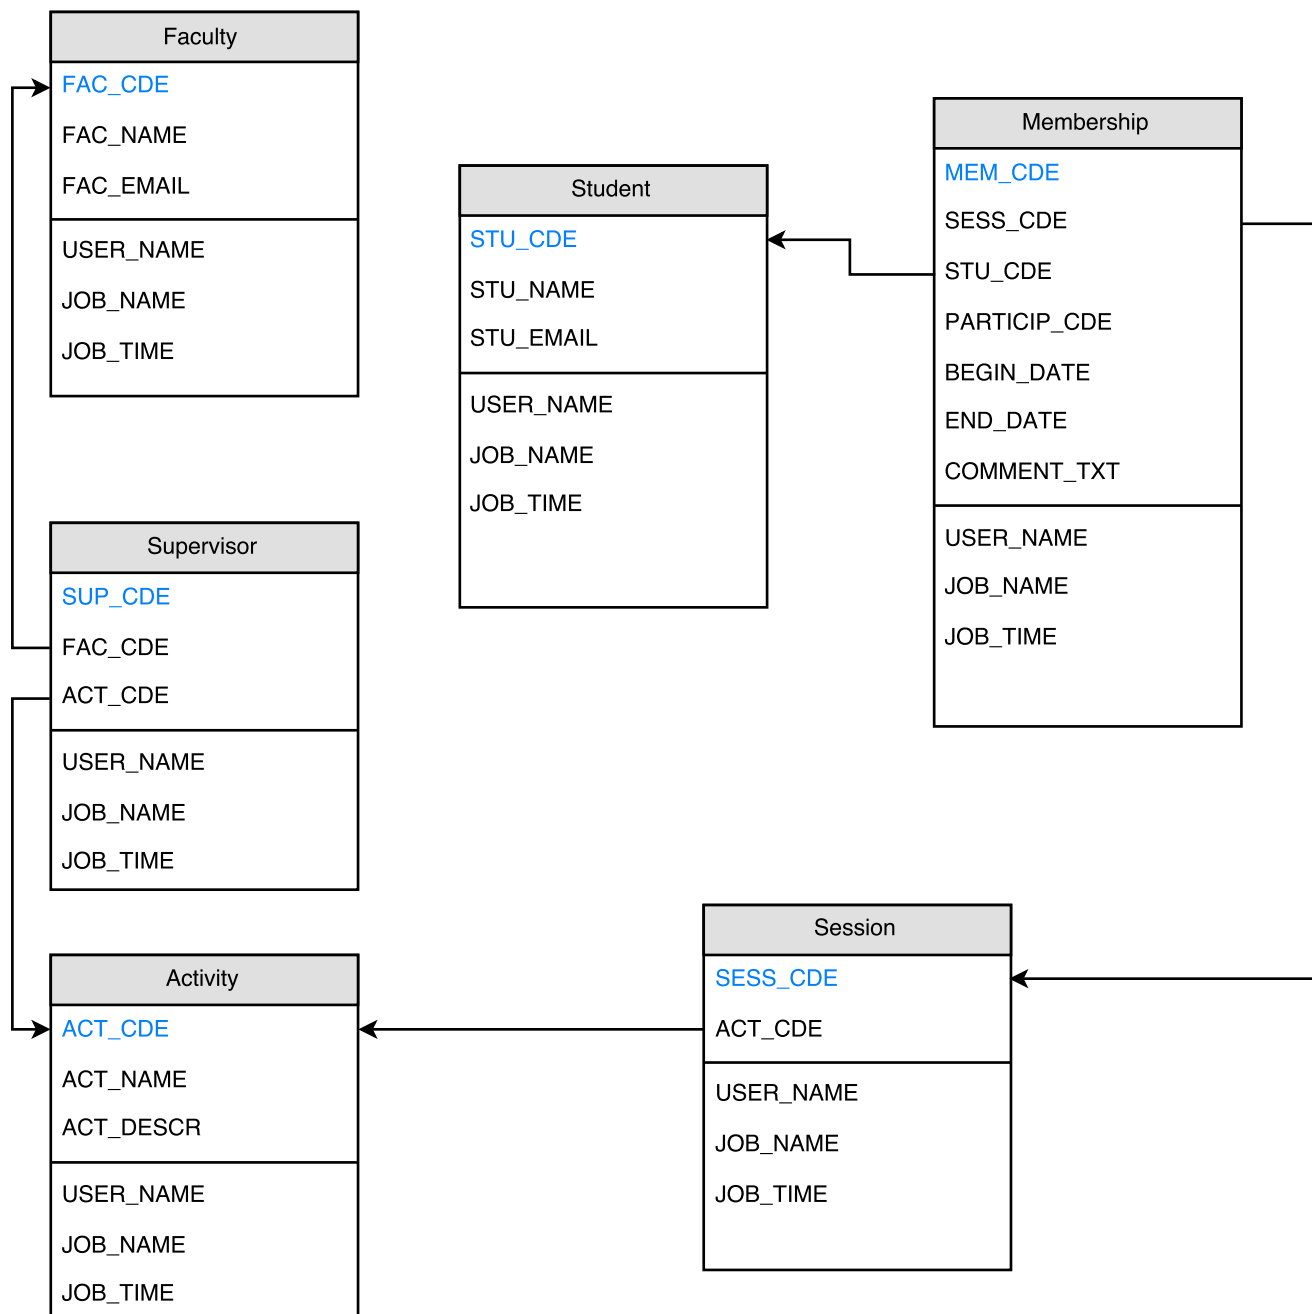 Faculty
FAC_CDE
FAC_NAME
FAC_EMAIL
USER_NAME
JOB_NAME
JOB_TIME
Student
STU_CDE
STU_NAME
STU_EMAIL
USER_NAME
JOB_NAME
JOB_TIME
Membership
MEM_CDE
SESS_CDE
STU_CDE
PARTICIP_CDE
BEGIN_DATE
END_DATE
COMMENT_TXT
USER_NAME
JOB_NAME
JOB_TIME
Supervisor
SUP_CDE
FAC_CDE
ACT_CDE
USER_NAME
JOB_NAME
JOB_TIME
Activity
ACT_CDE
ACT_NAME
ACT_DESCR
USER_NAME
JOB_NAME
JOB_TIME
Session
SESS_CDE
ACT_CDE
USER_NAME
JOB_NAME
JOB_TIME